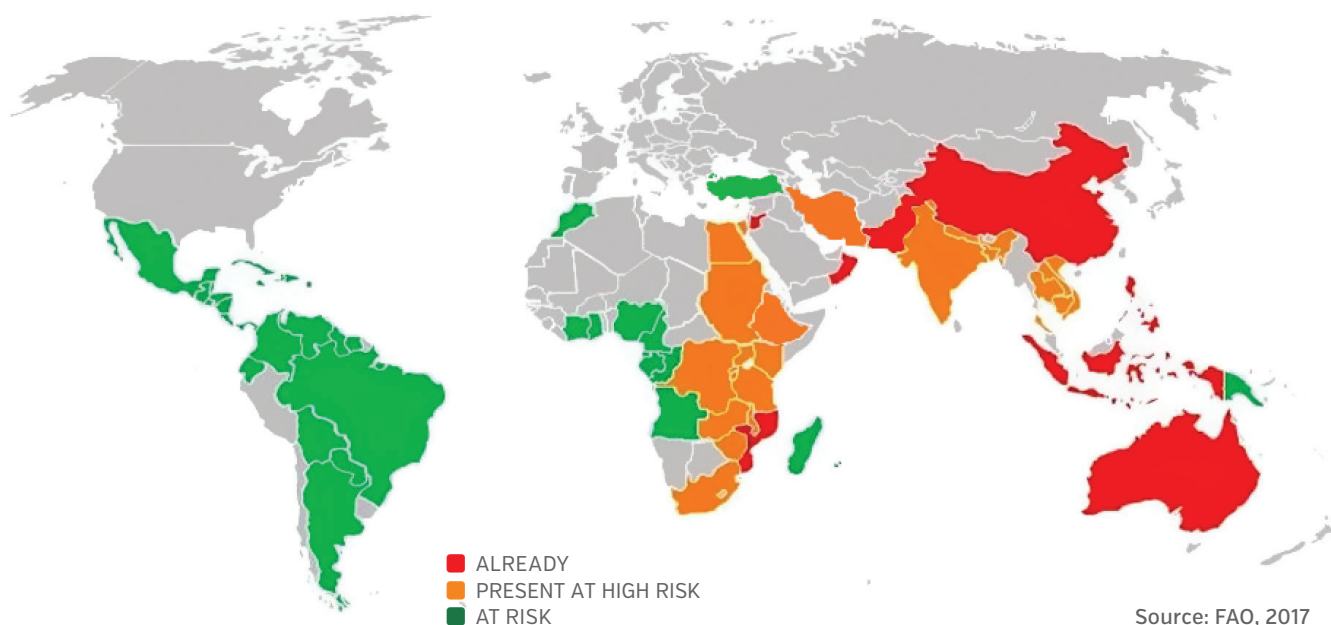 ALREADY
PRESENT AT HIGH RISK
AT RISK
Source: FAO, 2017